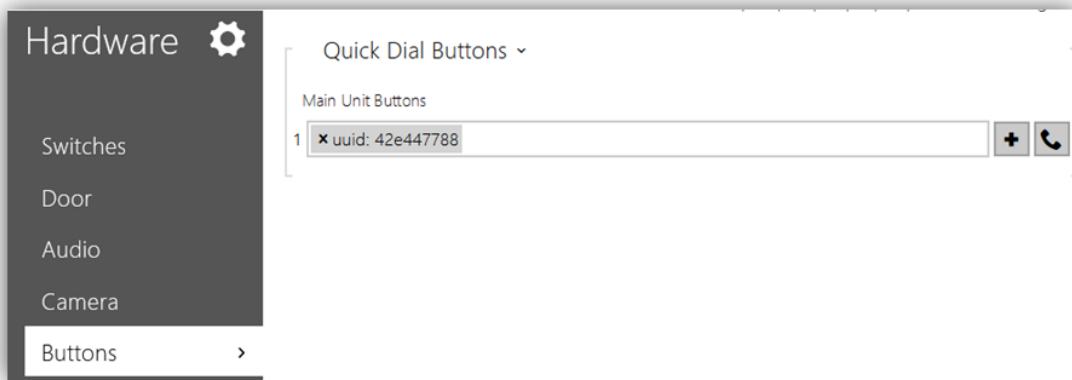 Hardware
Switches
Door
Audio
Camera
Buttons
Quick Dial Buttons
Main Unit Buttons
1 × uuid: 42e447788